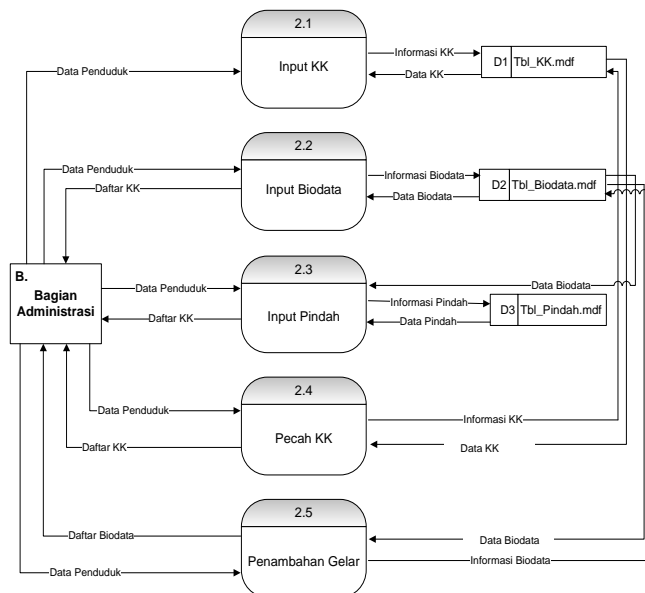 2.1
Input KK
Data Penduduk
Informasi KK
Data KK
D1 Tbl_KK.mdf
2.2
Input Biodata
Data Penduduk
Daftar KK
Informasi Biodata
Data Biodata
D2 Tbl_Biodata.mdf
B.
Bagian
Administrasi
2.3
Input Pindah
Data Penduduk
Daftar KK
Data Biodata
Informasi Pindah
Data Pindah
D3 Tbl_Pindah.mdf
2.4
Pecah KK
Data Penduduk
Daftar KK
Informasi KK
Data KK
2.5
Penambahan Gelar
Daftar Biodata
Data Penduduk
Data Biodata
Informasi Biodata